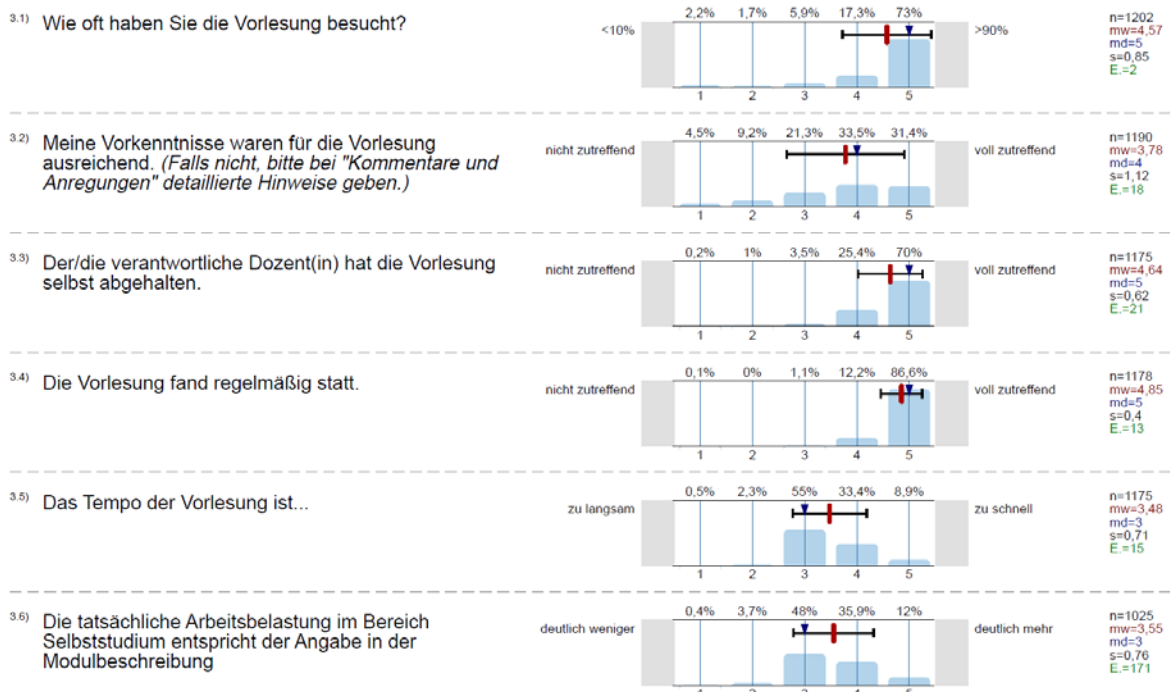 3.1) Wie oft haben Sie die Vorlesung besucht?
2,2% 1,7% 5,9% 17,3% 73%
<10% >90%
1 2 3 4 5
n=1202
mw=4,57
md=5
s=0,85
E.=2
3.2) Meine Vorkenntnisse waren für die Vorlesung
ausreichend. (Falls nicht, bitte bei "Kommentare und
Anregungen" detaillierte Hinweise geben.)
4,5% 9,2% 21,3% 33,5% 31,4%
nicht zutreffend voll zutreffend
1 2 3 4 5
n=1190
mw=3,78
md=4
s=1,12
E.=18
3.3) Der/die verantwortliche Dozent(in) hat die Vorlesung
selbst abgehalten.
0,2% 1% 3,5% 25,4% 70%
nicht zutreffend voll zutreffend
1 2 3 4 5
n=1175
mw=4,64
md=5
s=0,62
E.=21
3.4) Die Vorlesung fand regelmäßig statt.
0,1% 0% 1,1% 12,2% 86,6%
nicht zutreffend voll zutreffend
1 2 3 4 5
n=1178
mw=4,85
md=5
s=0,4
E.=13
3.5) Das Tempo der Vorlesung ist...
0,5% 2,3% 55% 33,4% 8,9%
zu langsam zu schnell
1 2 3 4 5
n=1175
mw=3,48
md=3
s=0,71
E.=15
3.6) Die tatsächliche Arbeitsbelastung im Bereich
Selbststudium entspricht der Angabe in der
Modulbeschreibung
0,4% 3,7% 48% 35,9% 12%
deutlich weniger deutlich mehr
1 2 3 4 5
n=1025
mw=3,55
md=3
s=0,76
E.=171